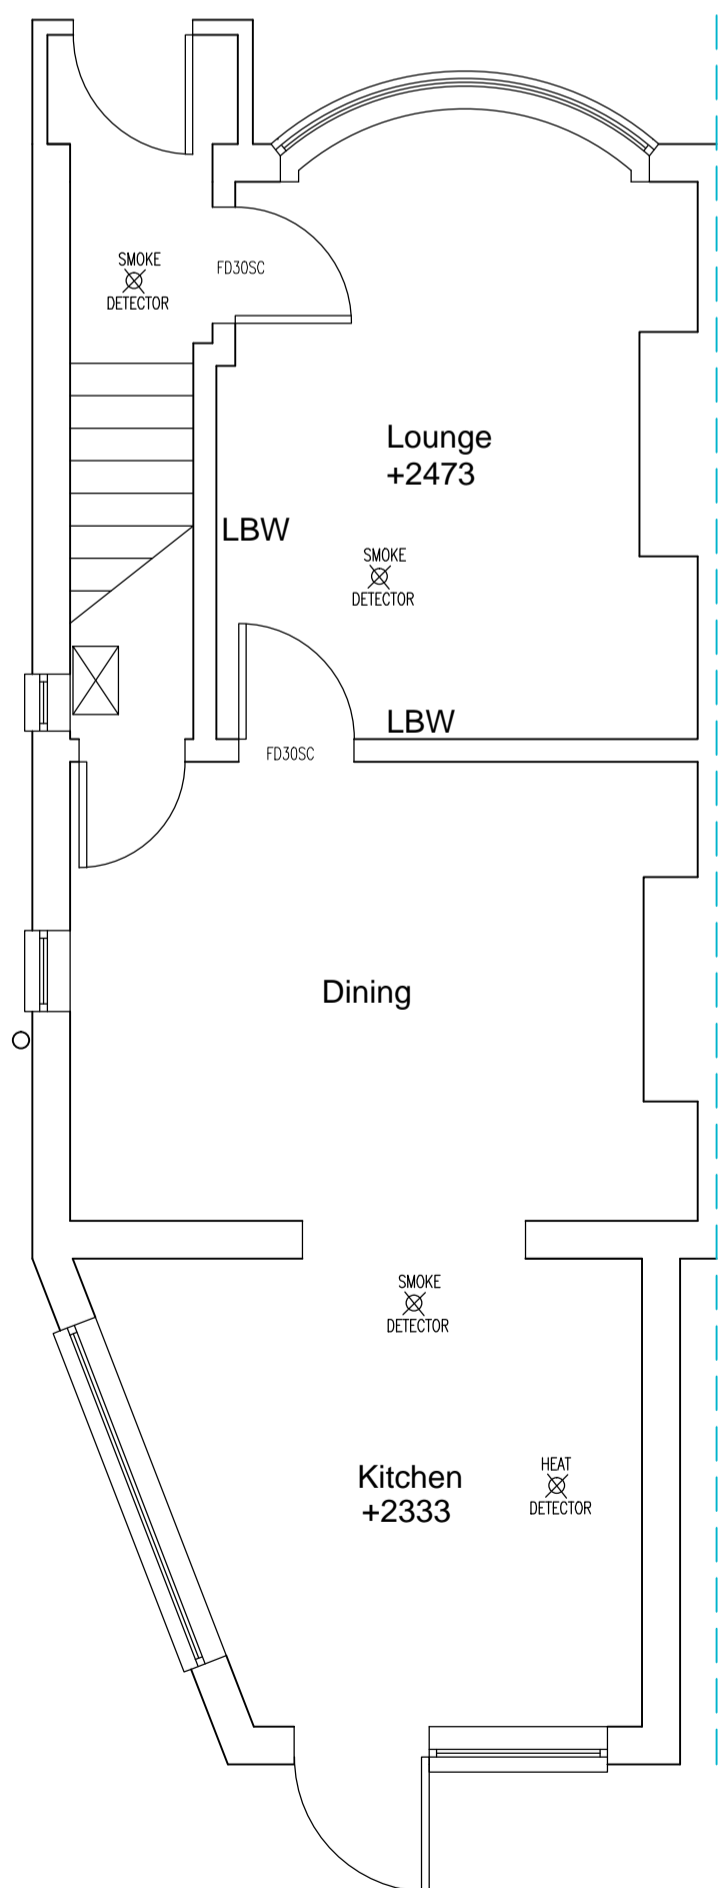 SMOKE
DETECTOR
FD30SC
Lounge
+2473
LBW
SMOKE
DETECTOR
LBW
FD30SC
Dining
SMOKE
DETECTOR
Kitchen
+2333
HEAT
DETECTOR